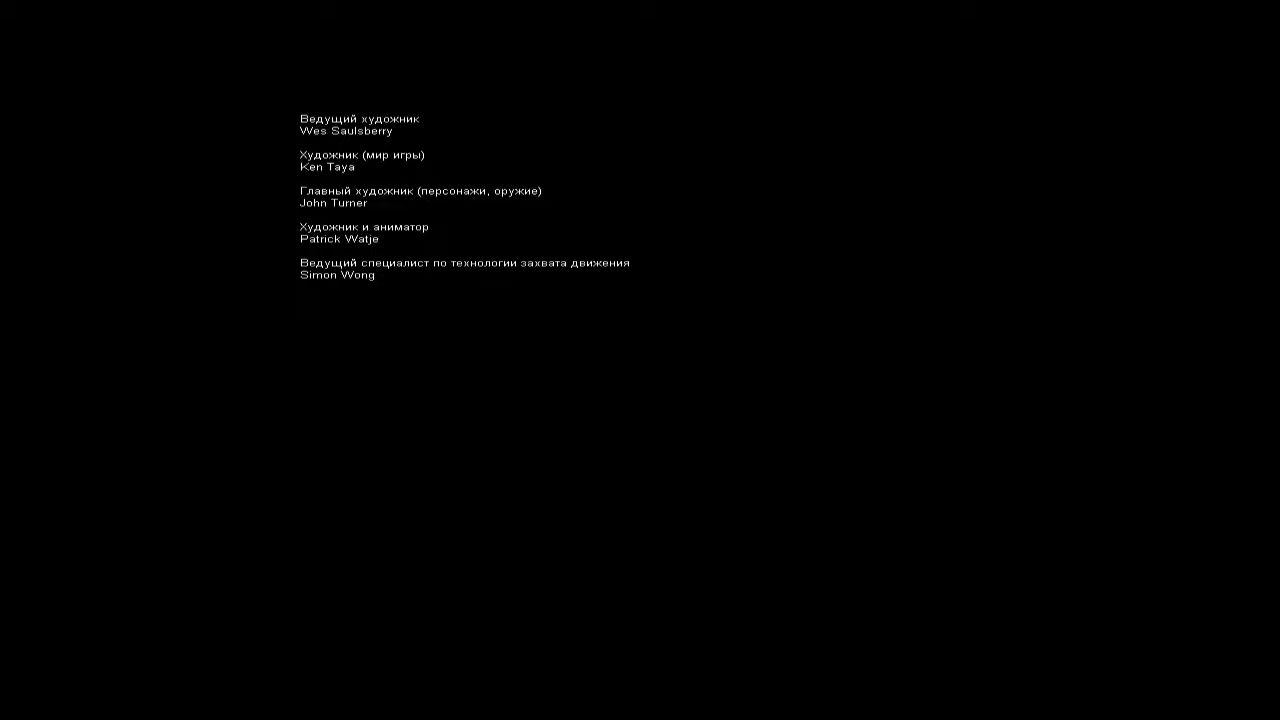 Ведущий художник
Wes Saulsberry
Художник (мир игры)
Ken Taya
Главный художник (персонажи, оружие)
John Turner
Художник и аниматор
Patrick Watje
Ведущий специалист по технологии захвата движения
Simon Wong